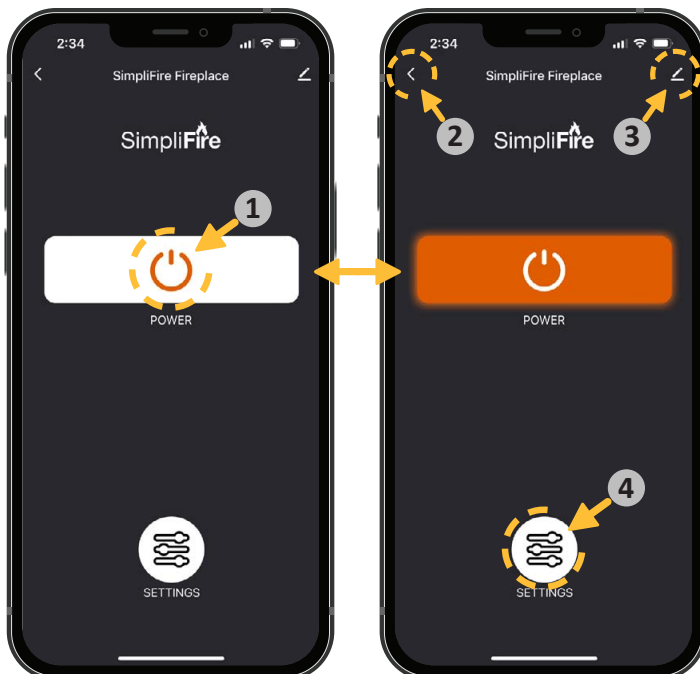 2:34
SimpliFire Fireplace
SimpliFire
1
POWER
SETTINGS
2:34
SimpliFire Fireplace
2
SimpliFire
3
POWER
4
SETTINGS